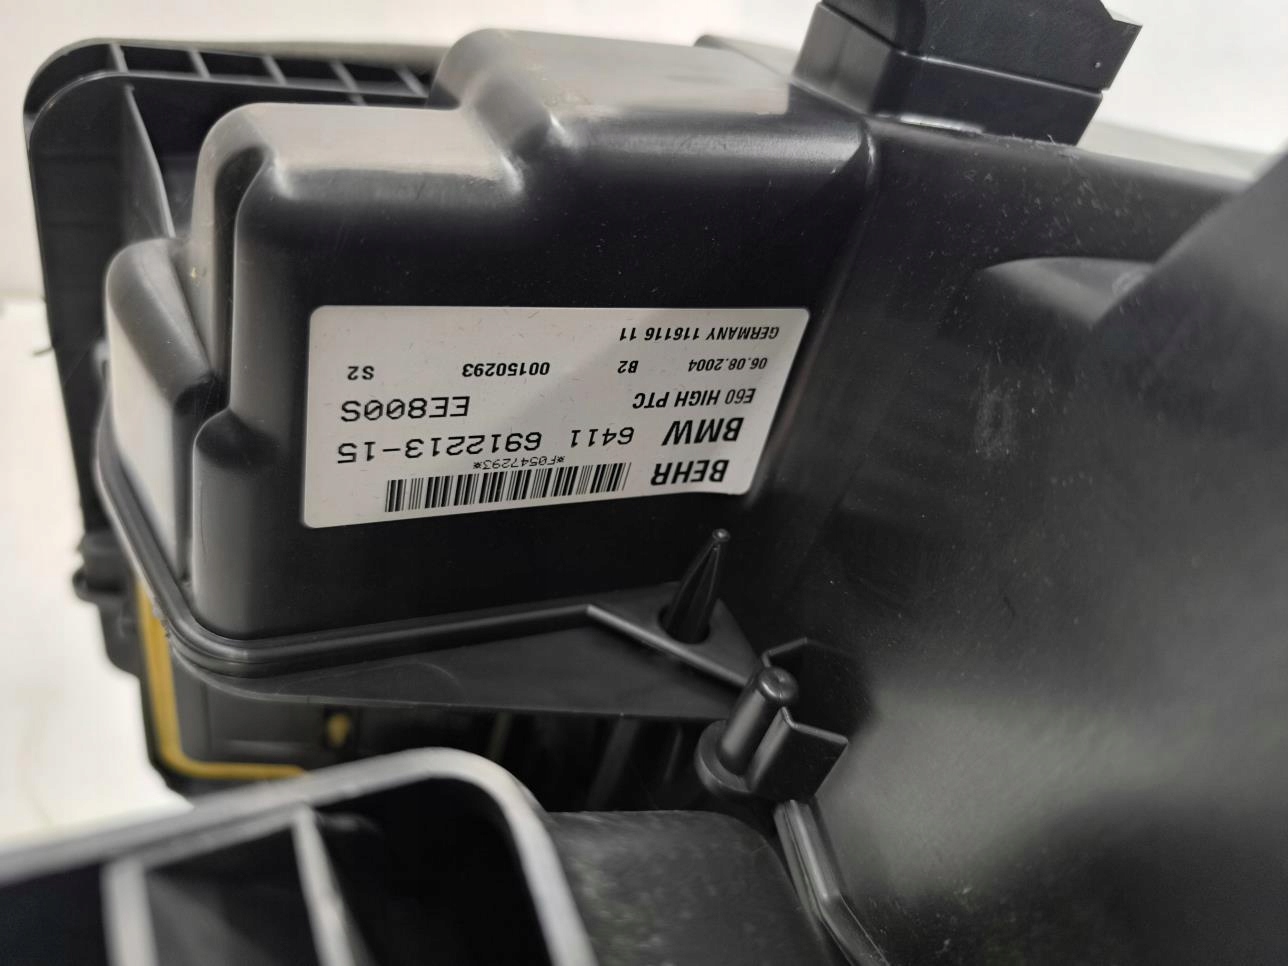 BEHR *F0547293*
BMW 6411 6912213-15
E60 HIGH PTC EE800S
06.08.2004 B2 00150293 S2
GERMANY 116116 11